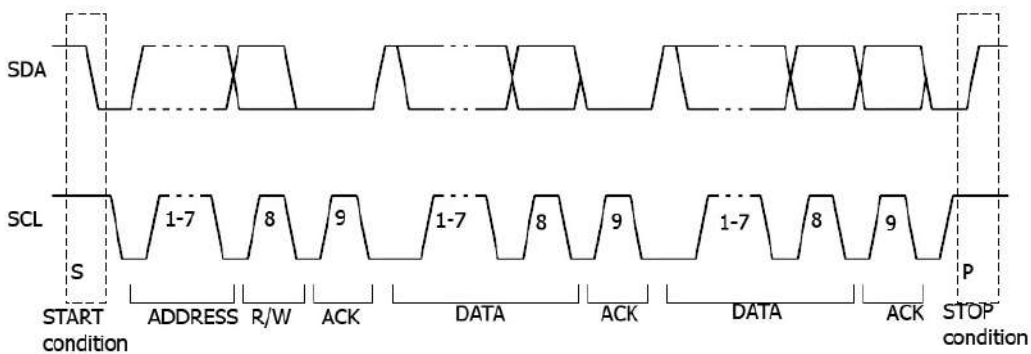 SDA
SCL
1-7 8 9 1-7 8 9 1-7 8 9
S P
START condition
ADDRESS R/W ACK DATA ACK DATA ACK
STOP condition